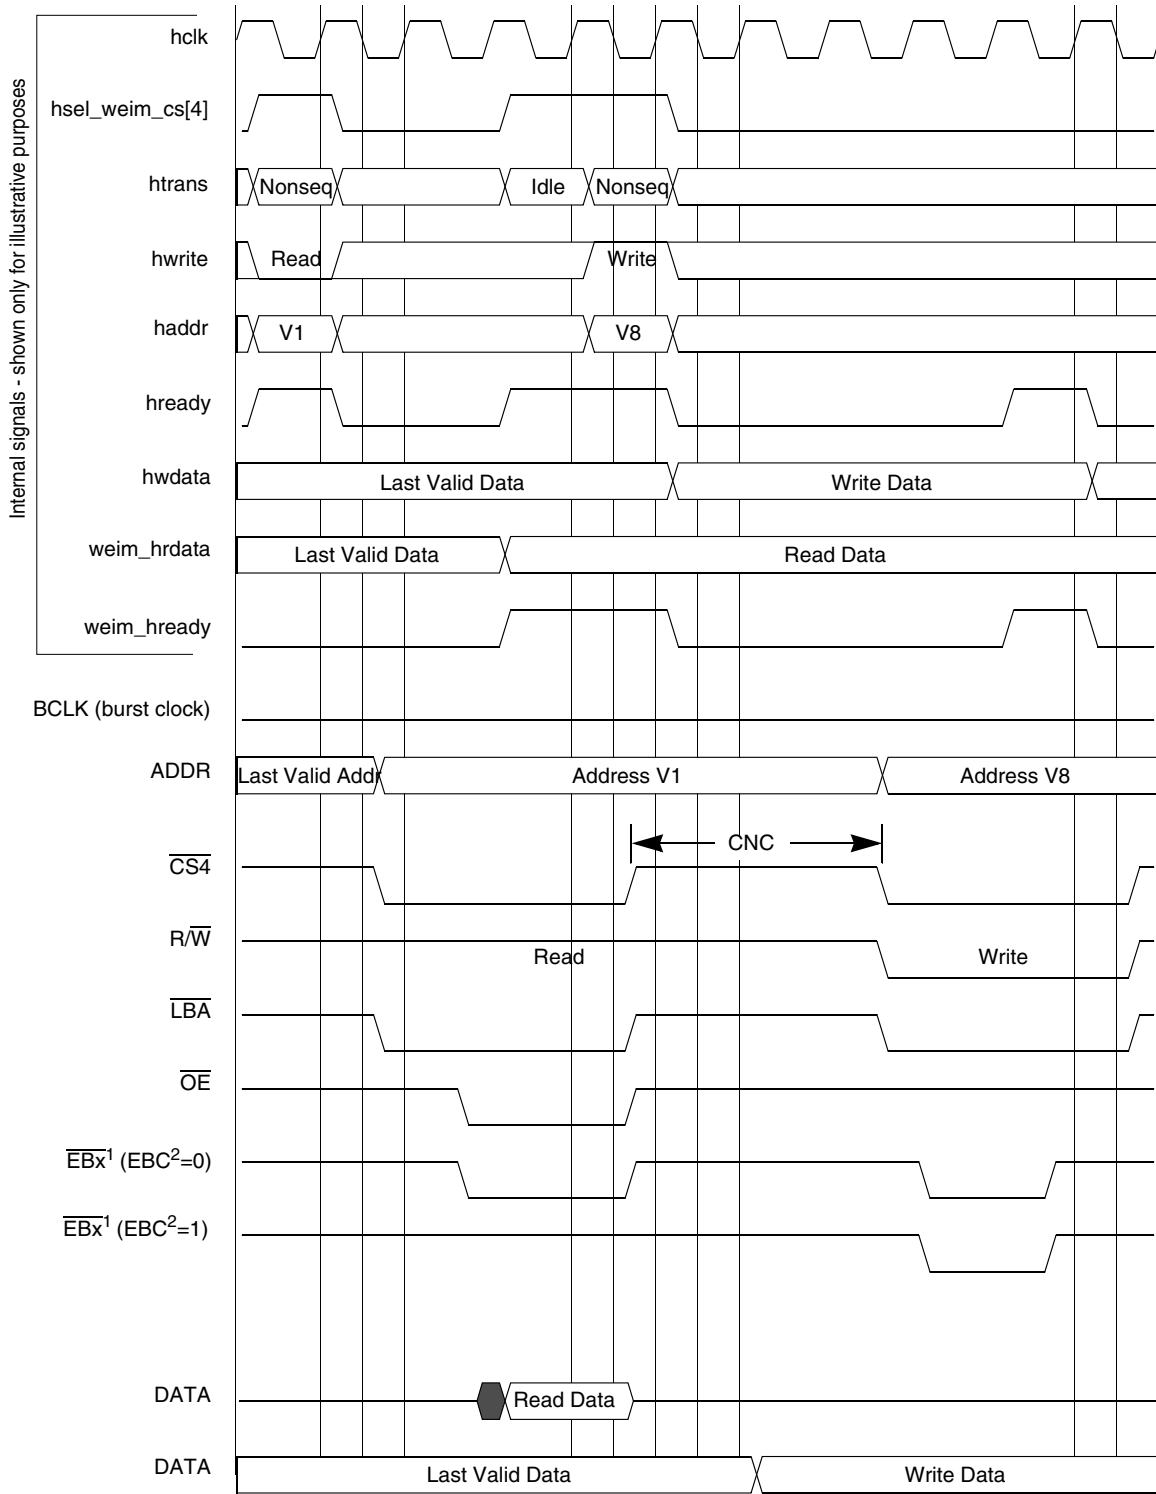 Internal signals - shown only for illustrative purposes
hclk
hsel_weim_cs[4]
htrans Nonseq Idle Nonseq
hwrite Read Write
haddr V1 V8
hready
hwdata Last Valid Data Write Data
weim_hrdata Last Valid Data Read Data
weim_hready
BCLK (burst clock)
ADDR Last Valid Addr Address V1 Address V8
CNC
CS4
R/W Read Write
LBA
OE
EBx¹ (EBC²=0)
EBx¹ (EBC²=1)
DATA Read Data
DATA Last Valid Data Write Data